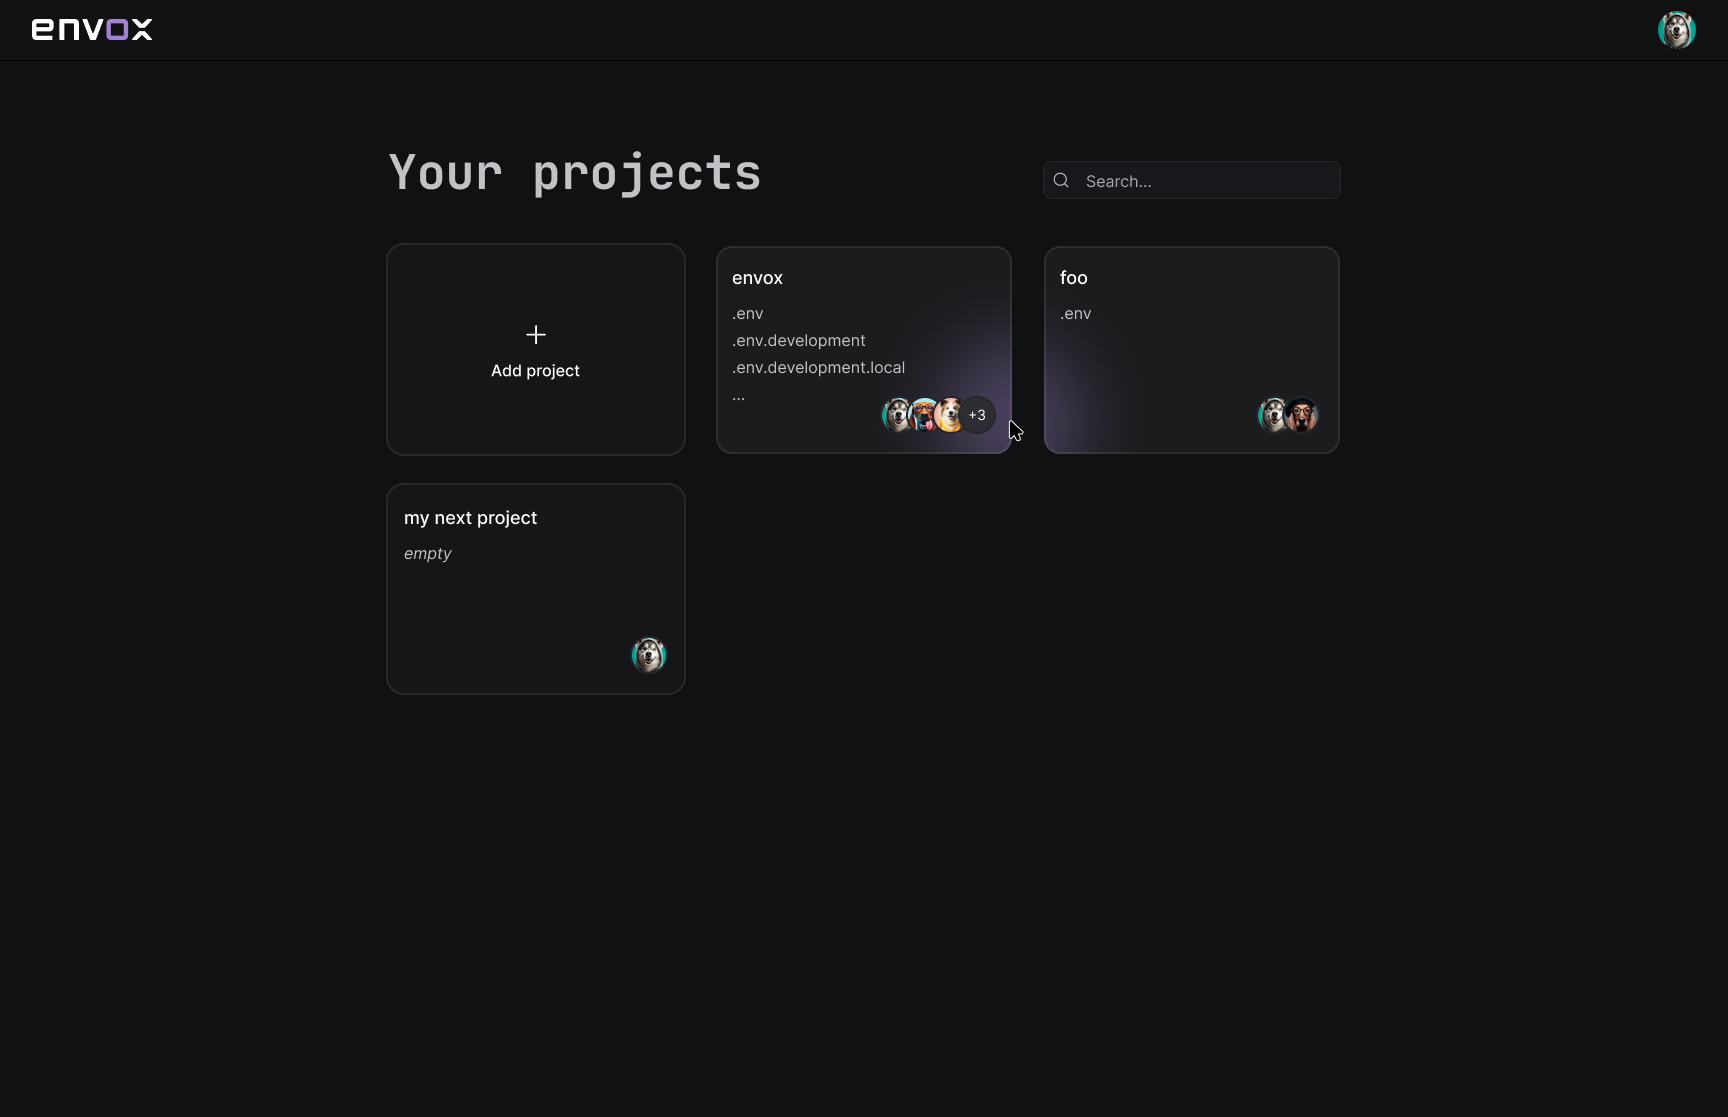 envox
Your projects
Search...
Add project
envox
.env
.env.development
.env.development.local
...
+3
foo
.env
my next project
empty